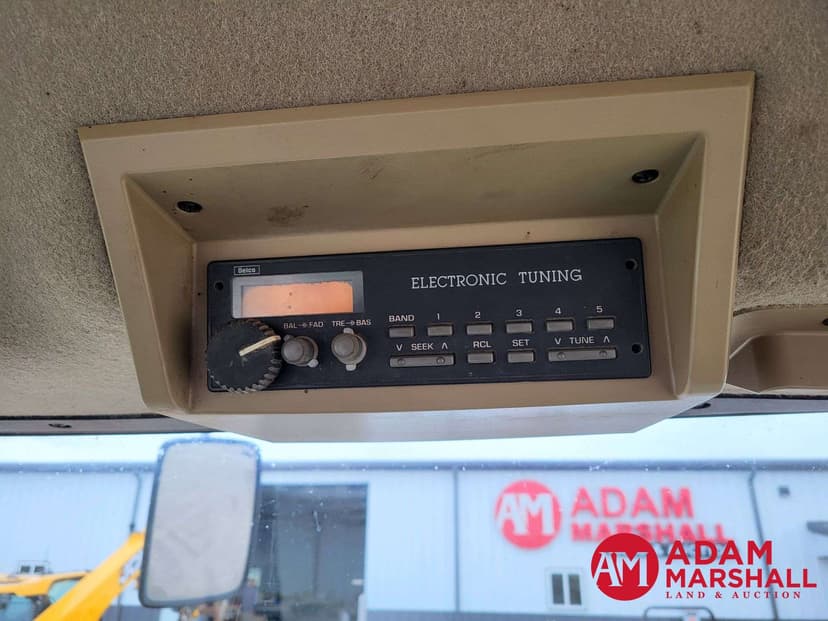 Delco
ELECTRONIC TUNING
BAL FAD TRE BAS
BAND 1 2 3 4 5
V SEEK Λ RCL SET V TUNE Λ
AM ADAM
MARSHALL
AM ADAM
MARSHALL
LAND & AUCTION